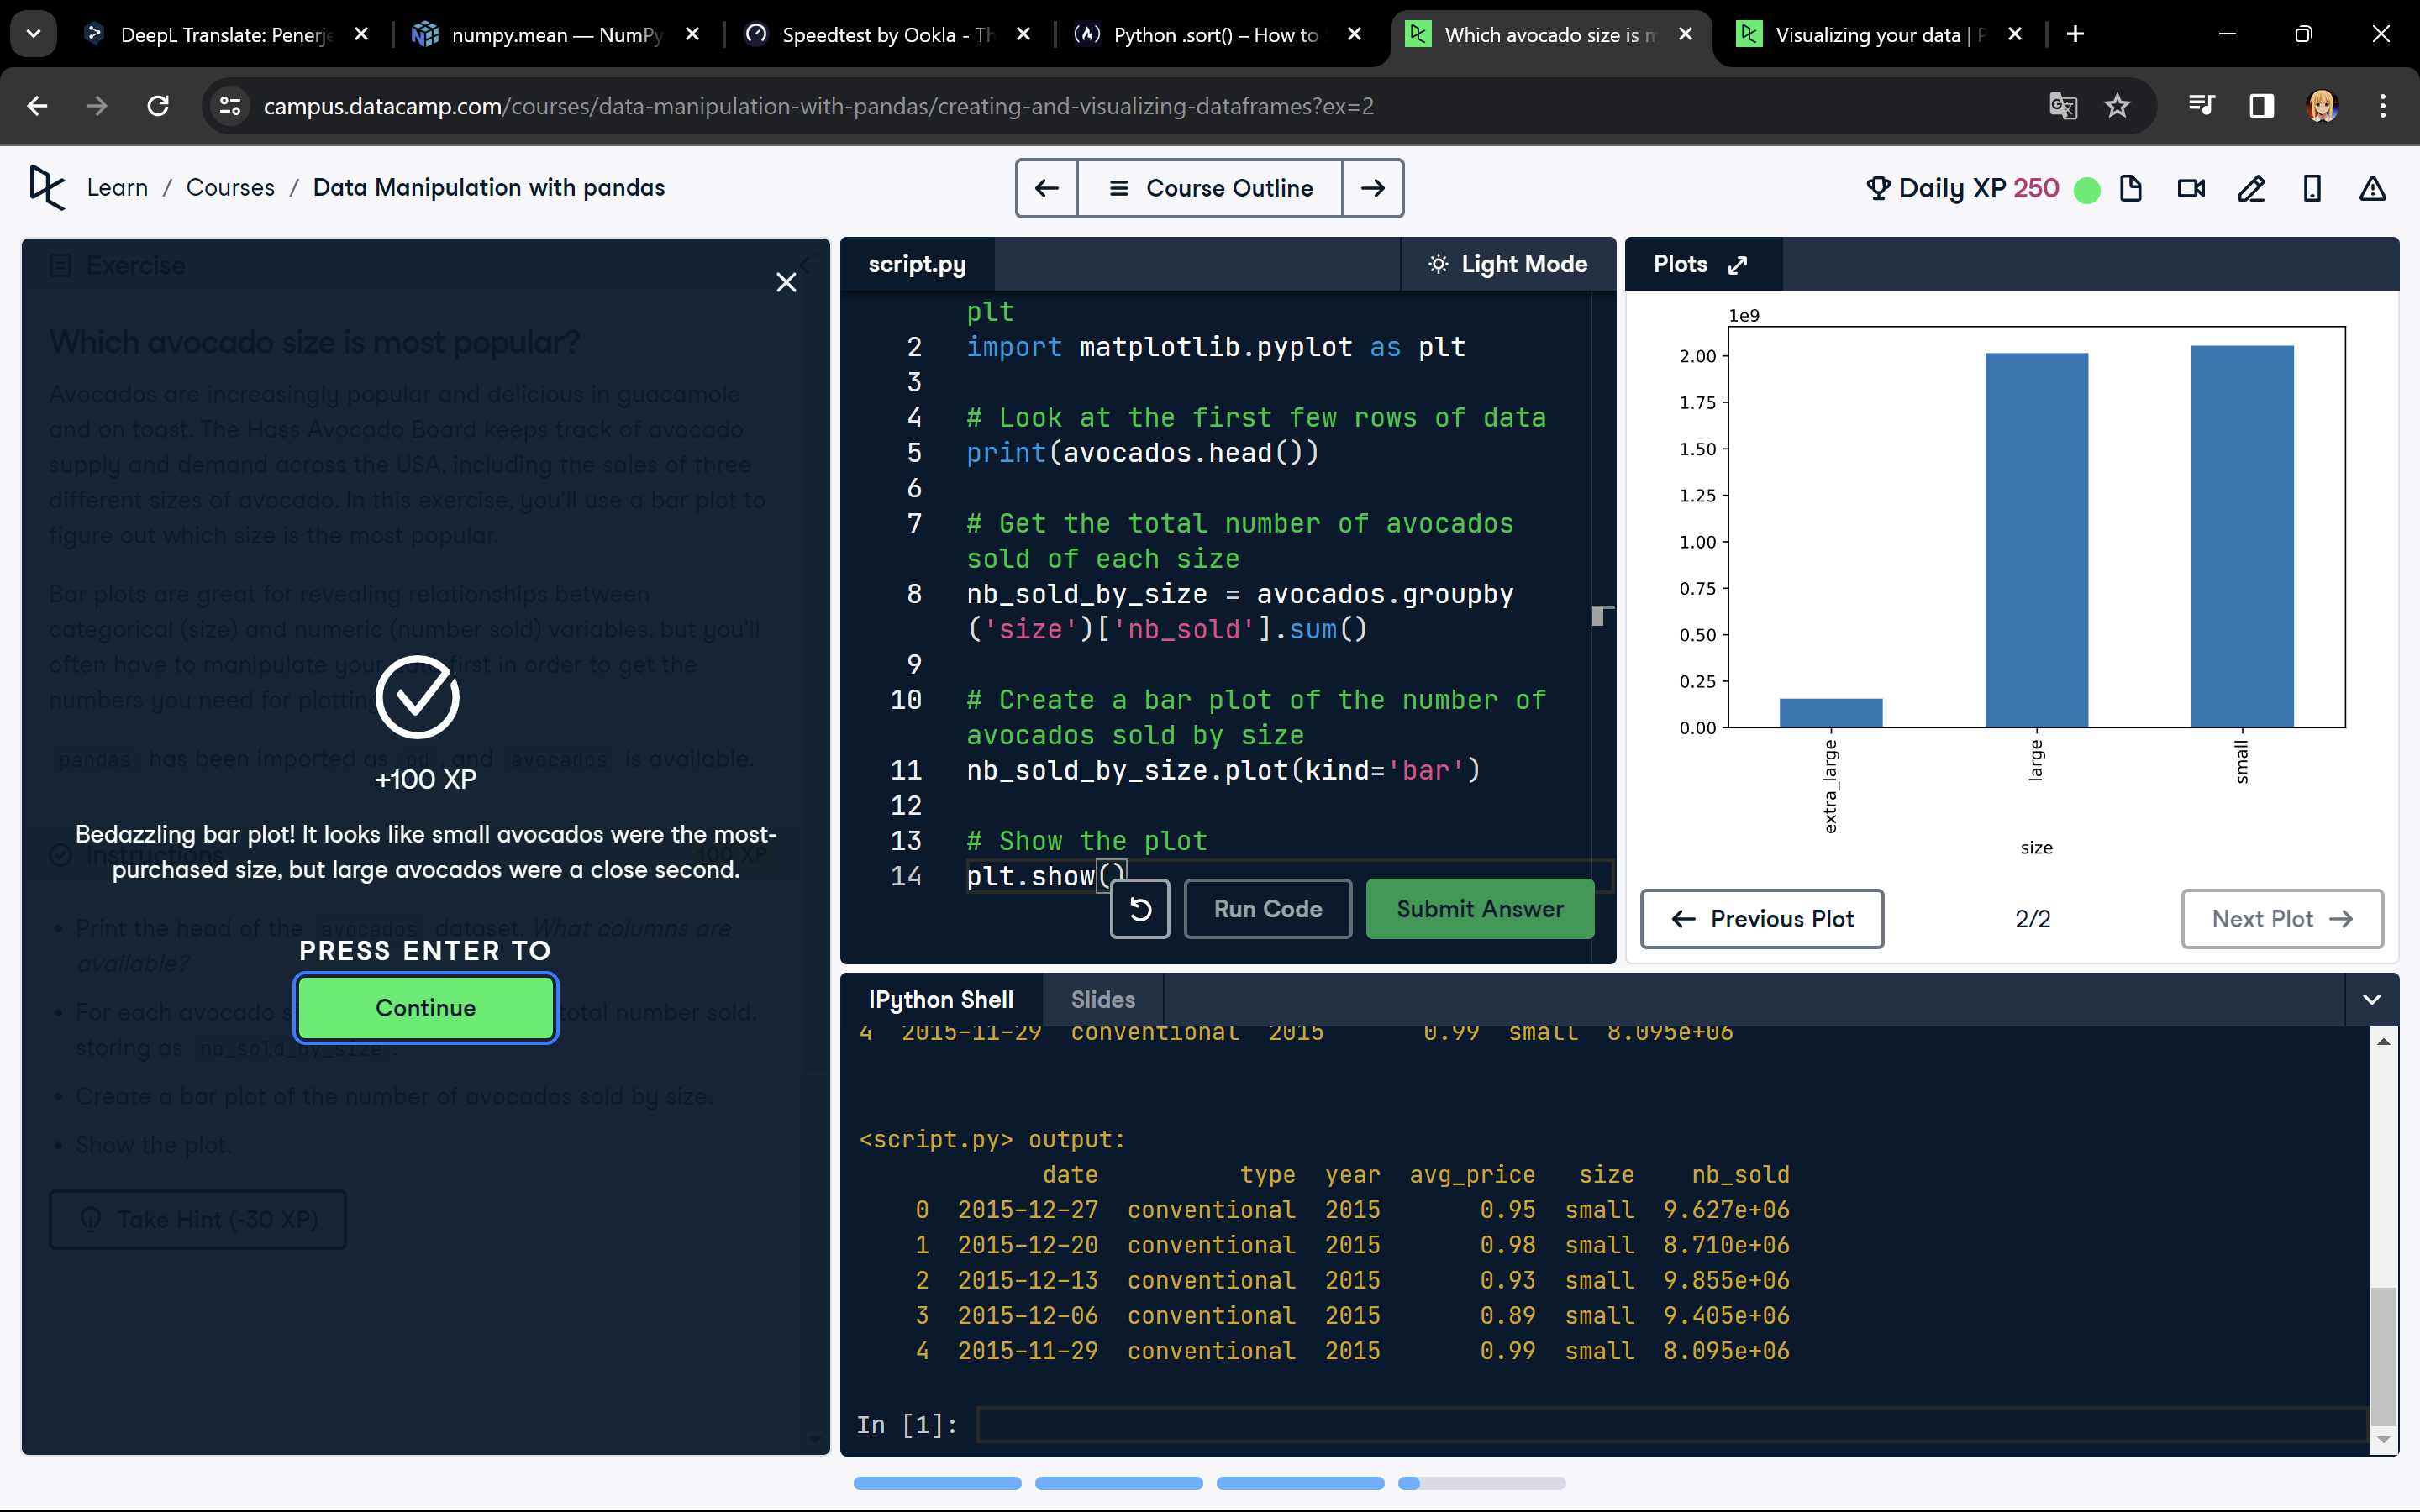 DeepL Translate: Penerje
numpy.mean — NumPy
Speedtest by Ookla - Th
Python .sort() – How to
Which avocado size is m
Visualizing your data | P
campus.datacamp.com/courses/data-manipulation-with-pandas/creating-and-visualizing-dataframes?ex=2
Learn / Courses / Data Manipulation with pandas
Course Outline
Daily XP 250
Exercise
Which avocado size is most popular?
Avocados are increasingly popular and delicious in guacamole
and on toast. The Hass Avocado Board keeps track of avocado
supply and demand across the USA, including the sales of three
different sizes of avocado. In this exercise, you'll use a bar plot to
figure out which size is the most popular.
Bar plots are great for revealing relationships between
categorical (size) and numeric (number sold) variables, but you'll
often have to manipulate your first in order to get the
numbers you need for plotting
pandas has been imported as pd, and avocados is available.
+100 XP
Bedazzling bar plot! It looks like small avocados were the most-
purchased size, but large avocados were a close second.
Instructions 100 XP
• Print the head of the avocados dataset. What columns are
available?
PRESS ENTER TO
Continue
• For each avocado s total number sold,
storing as nb_sold_by_size.
• Create a bar plot of the number of avocados sold by size.
• Show the plot.
Take Hint (-30 XP)
script.py
Light Mode
plt
2 import matplotlib.pyplot as plt
3
4 # Look at the first few rows of data
5 print(avocados.head())
6
7 # Get the total number of avocados
sold of each size
8 nb_sold_by_size = avocados.groupby
('size')['nb_sold'].sum()
9
10 # Create a bar plot of the number of
avocados sold by size
11 nb_sold_by_size.plot(kind='bar')
12
13 # Show the plot
14 plt.show()
Run Code
Submit Answer
Plots
1e9
2.00
1.75
1.50
1.25
1.00
0.75
0.50
0.25
0.00
extra_large
large
small
size
Previous Plot
2/2
Next Plot
IPython Shell
Slides
4 2015-11-29 conventional 2015 0.99 small 8.095e+06
<script.py> output:
date type year avg_price size nb_sold
0 2015-12-27 conventional 2015 0.95 small 9.627e+06
1 2015-12-20 conventional 2015 0.98 small 8.710e+06
2 2015-12-13 conventional 2015 0.93 small 9.855e+06
3 2015-12-06 conventional 2015 0.89 small 9.405e+06
4 2015-11-29 conventional 2015 0.99 small 8.095e+06
In [1]: